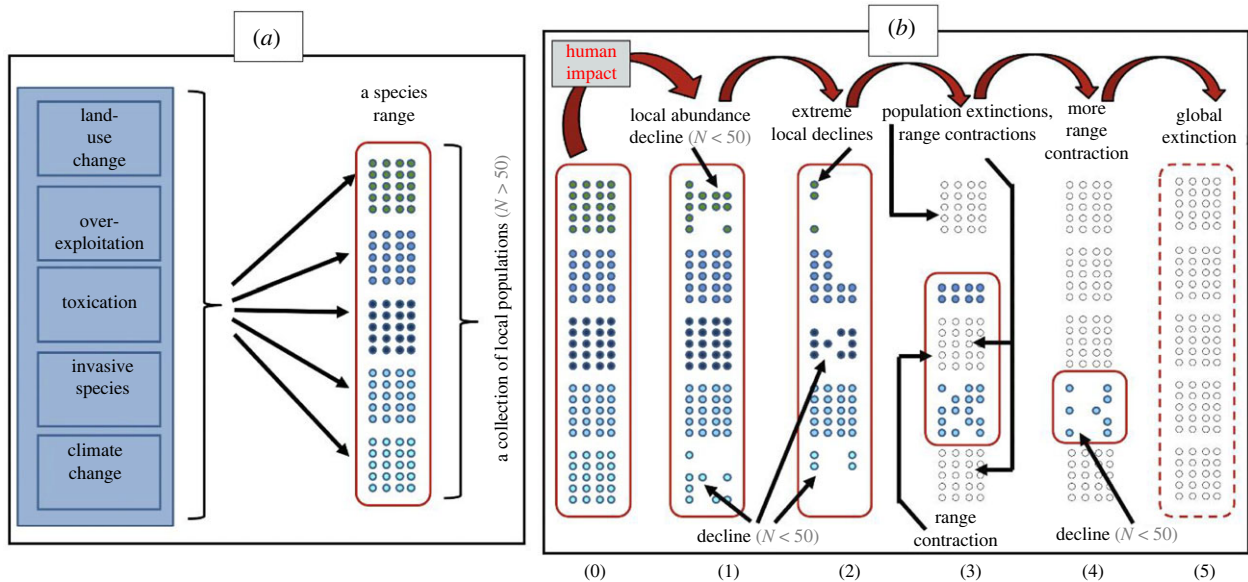 (a)
land-
use
change
over-
exploitation
toxication
invasive
species
climate
change
a species
range
a collection of local populations (N > 50)
(b)
human
impact
local abundance
decline (N < 50)
extreme
local declines
population extinctions,
range contractions
more
range
contraction
global
extinction
decline (N < 50)
range
contraction
decline (N < 50)
(0)
(1)
(2)
(3)
(4)
(5)